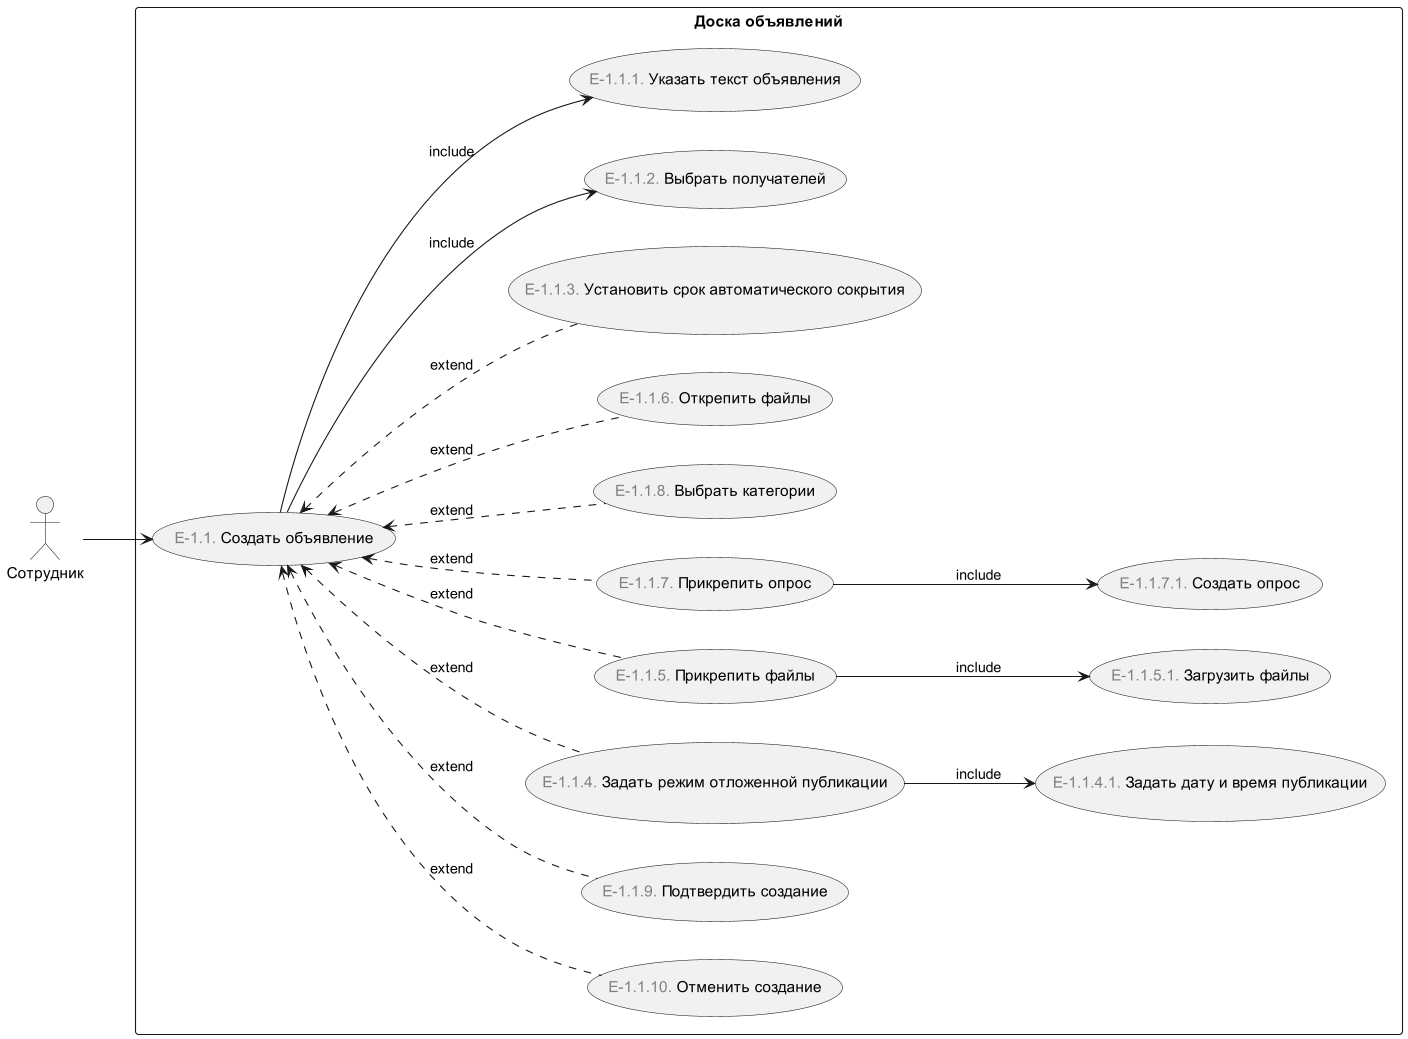 Доска объявлений
E-1.1.1. Указать текст объявления
include
E-1.1.2. Выбрать получателей
include
E-1.1.3. Установить срок автоматического сокрытия
extend
E-1.1.6. Открепить файлы
extend
E-1.1.8. Выбрать категории
extend
E-1.1. Создать объявление
Сотрудник
extend
E-1.1.7. Прикрепить опрос
include
E-1.1.7.1. Создать опрос
extend
E-1.1.5. Прикрепить файлы
include
E-1.1.5.1. Загрузить файлы
extend
E-1.1.4. Задать режим отложенной публикации
include
E-1.1.4.1. Задать дату и время публикации
extend
E-1.1.9. Подтвердить создание
extend
E-1.1.10. Отменить создание